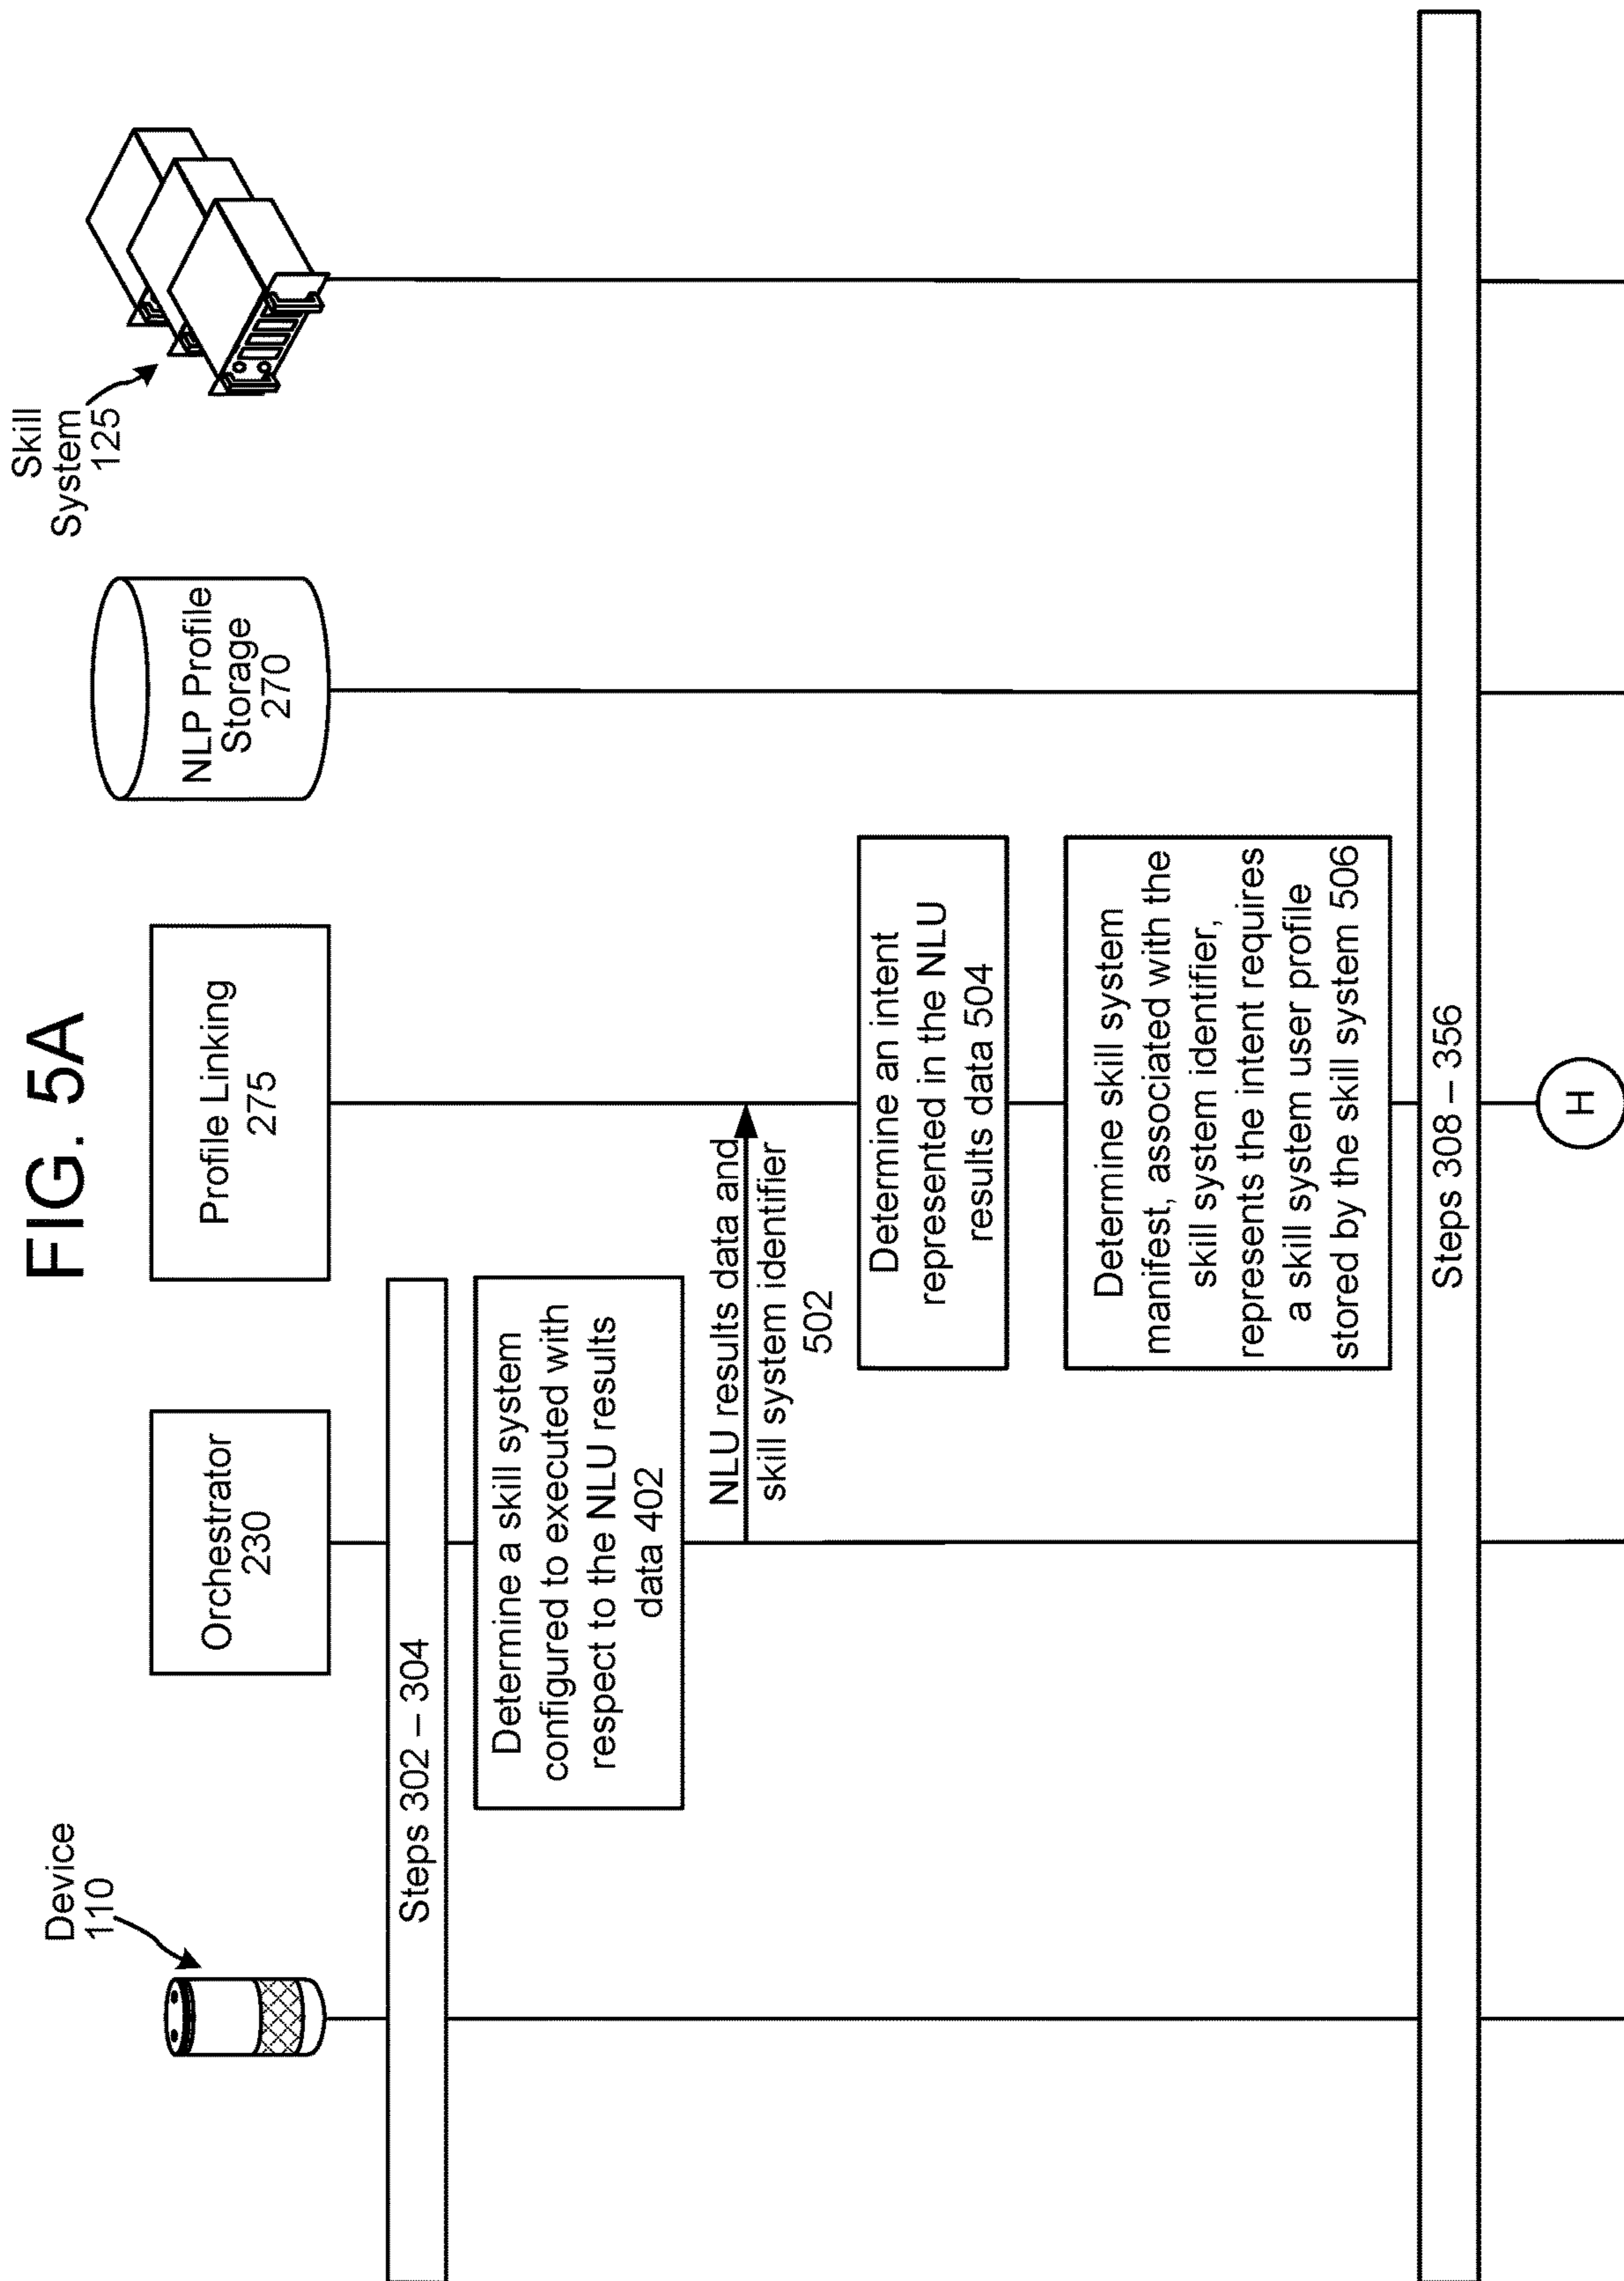 FIG. 5A
Device
110
Orchestrator
230
Profile Linking
275
NLP Profile
Storage
270
Skill
System
125
Steps 302 – 304
Determine a skill system
configured to executed with
respect to the NLU results
data 402
NLU results data and
skill system identifier
502
Determine an intent
represented in the NLU
results data 504
Determine skill system
manifest, associated with the
skill system identifier,
represents the intent requires
a skill system user profile
stored by the skill system 506
Steps 308 – 356
H